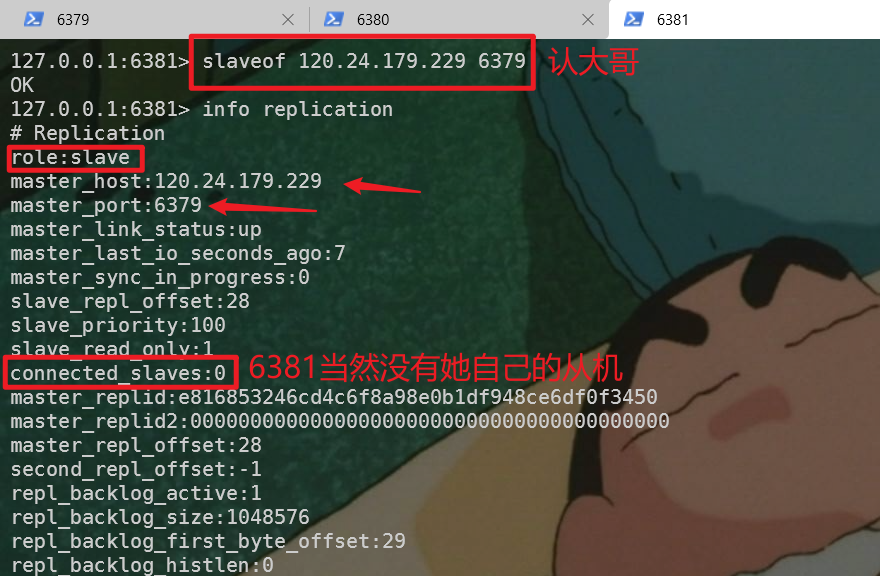 6379
6380
6381
127.0.0.1:6381> slaveof 120.24.179.229 6379 认大哥
OK
127.0.0.1:6381> info replication
# Replication
role:slave
master_host:120.24.179.229
master_port:6379
master_link_status:up
master_last_io_seconds_ago:7
master_sync_in_progress:0
slave_repl_offset:28
slave_priority:100
slave_read_only:1
connected_slaves:0 6381当然没有她自己的从机
master_replid:e816853246cd4c6f8a98e0b1df948ce6df0f3450
master_replid2:0000000000000000000000000000000000000000
master_repl_offset:28
second_repl_offset:-1
repl_backlog_active:1
repl_backlog_size:1048576
repl_backlog_first_byte_offset:29
repl_backlog_histlen:0